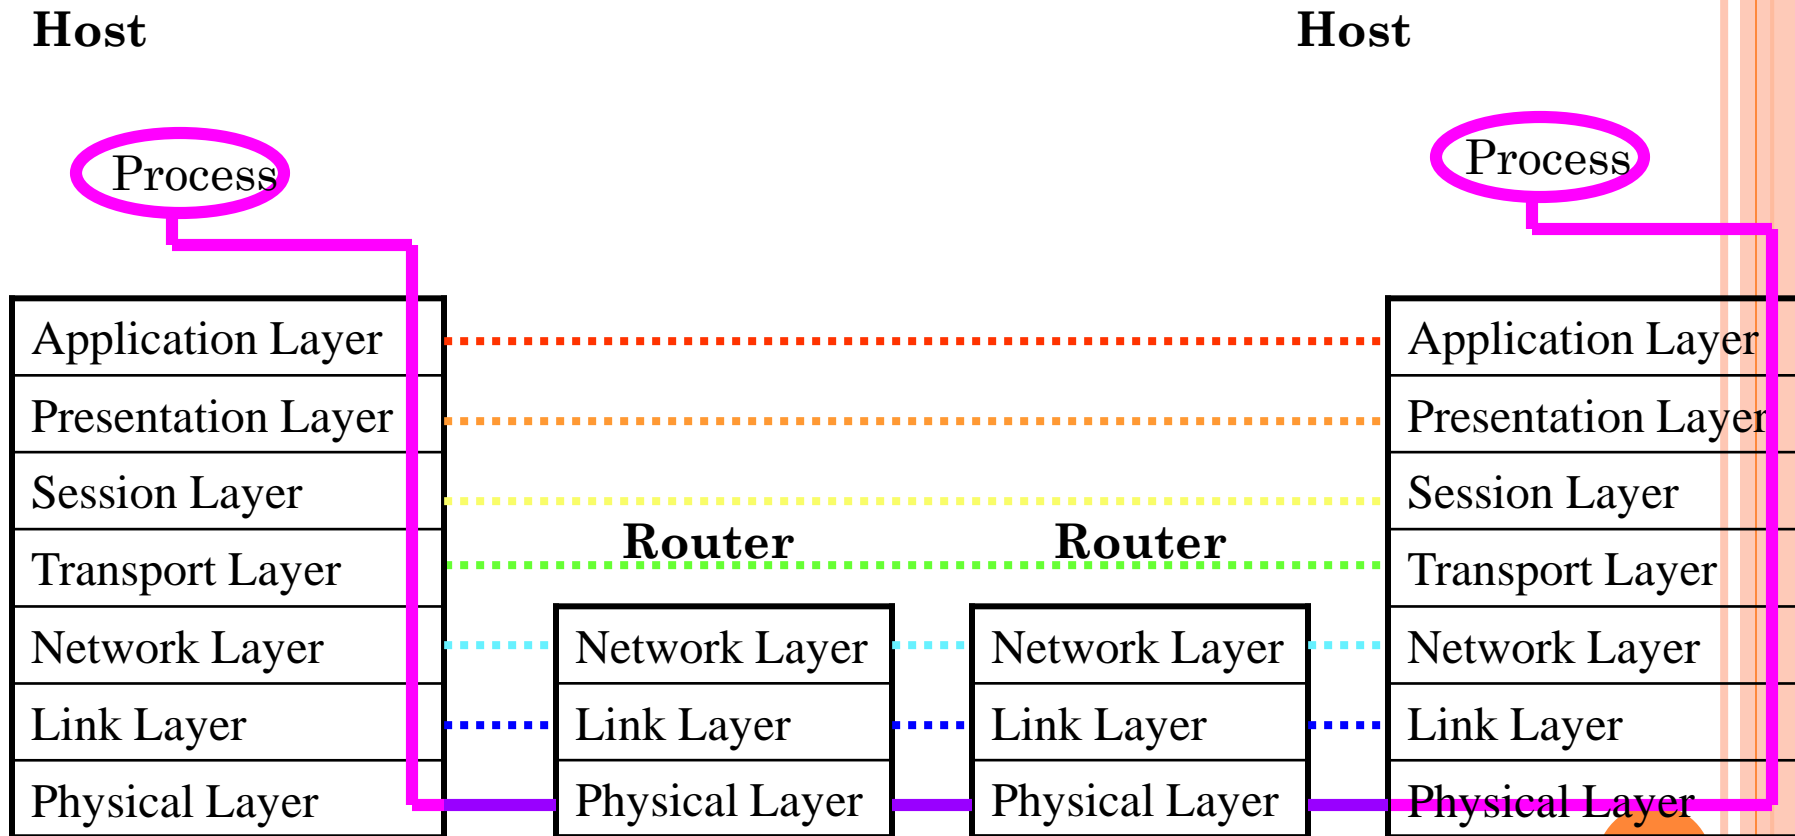 Host
Host
Process
Process
Application Layer
Presentation Layer
Session Layer
Transport Layer
Network Layer
Link Layer
Physical Layer
Router
Network Layer
Link Layer
Physical Layer
Router
Network Layer
Link Layer
Physical Layer
Application Layer
Presentation Layer
Session Layer
Transport Layer
Network Layer
Link Layer
Physical Layer